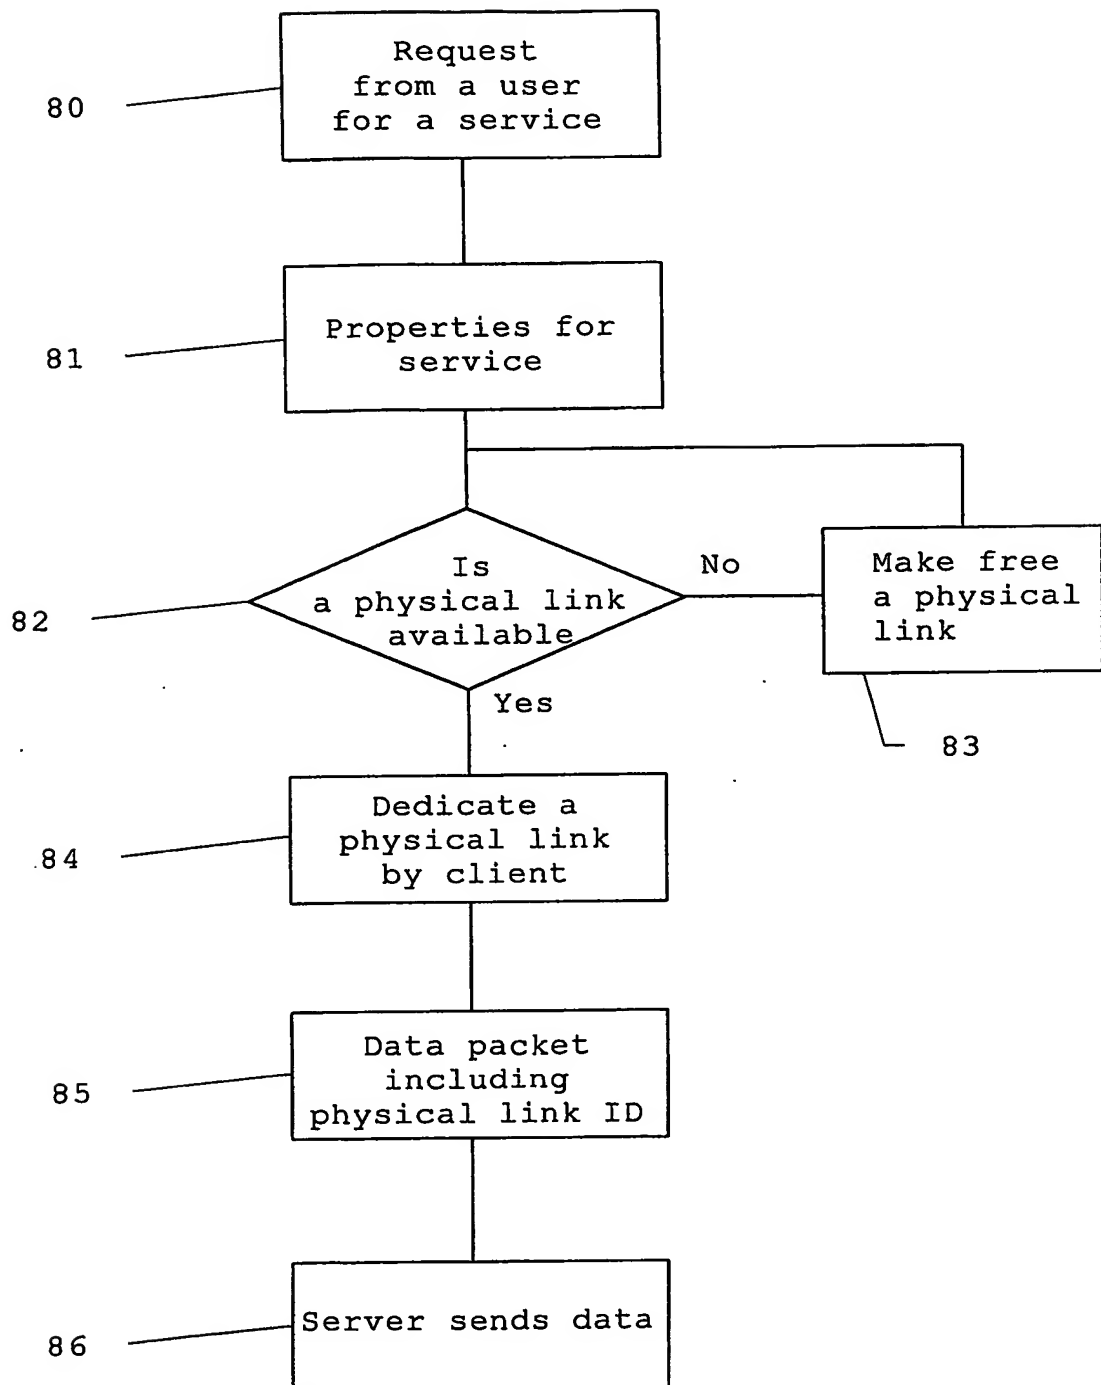 Request
from a user
for a service
80
Properties for
service
81
Is
a physical link
available
82
No
Make free
a physical
link
83
Yes
Dedicate a
physical link
by client
84
Data packet
including
physical link ID
85
Server sends data
86